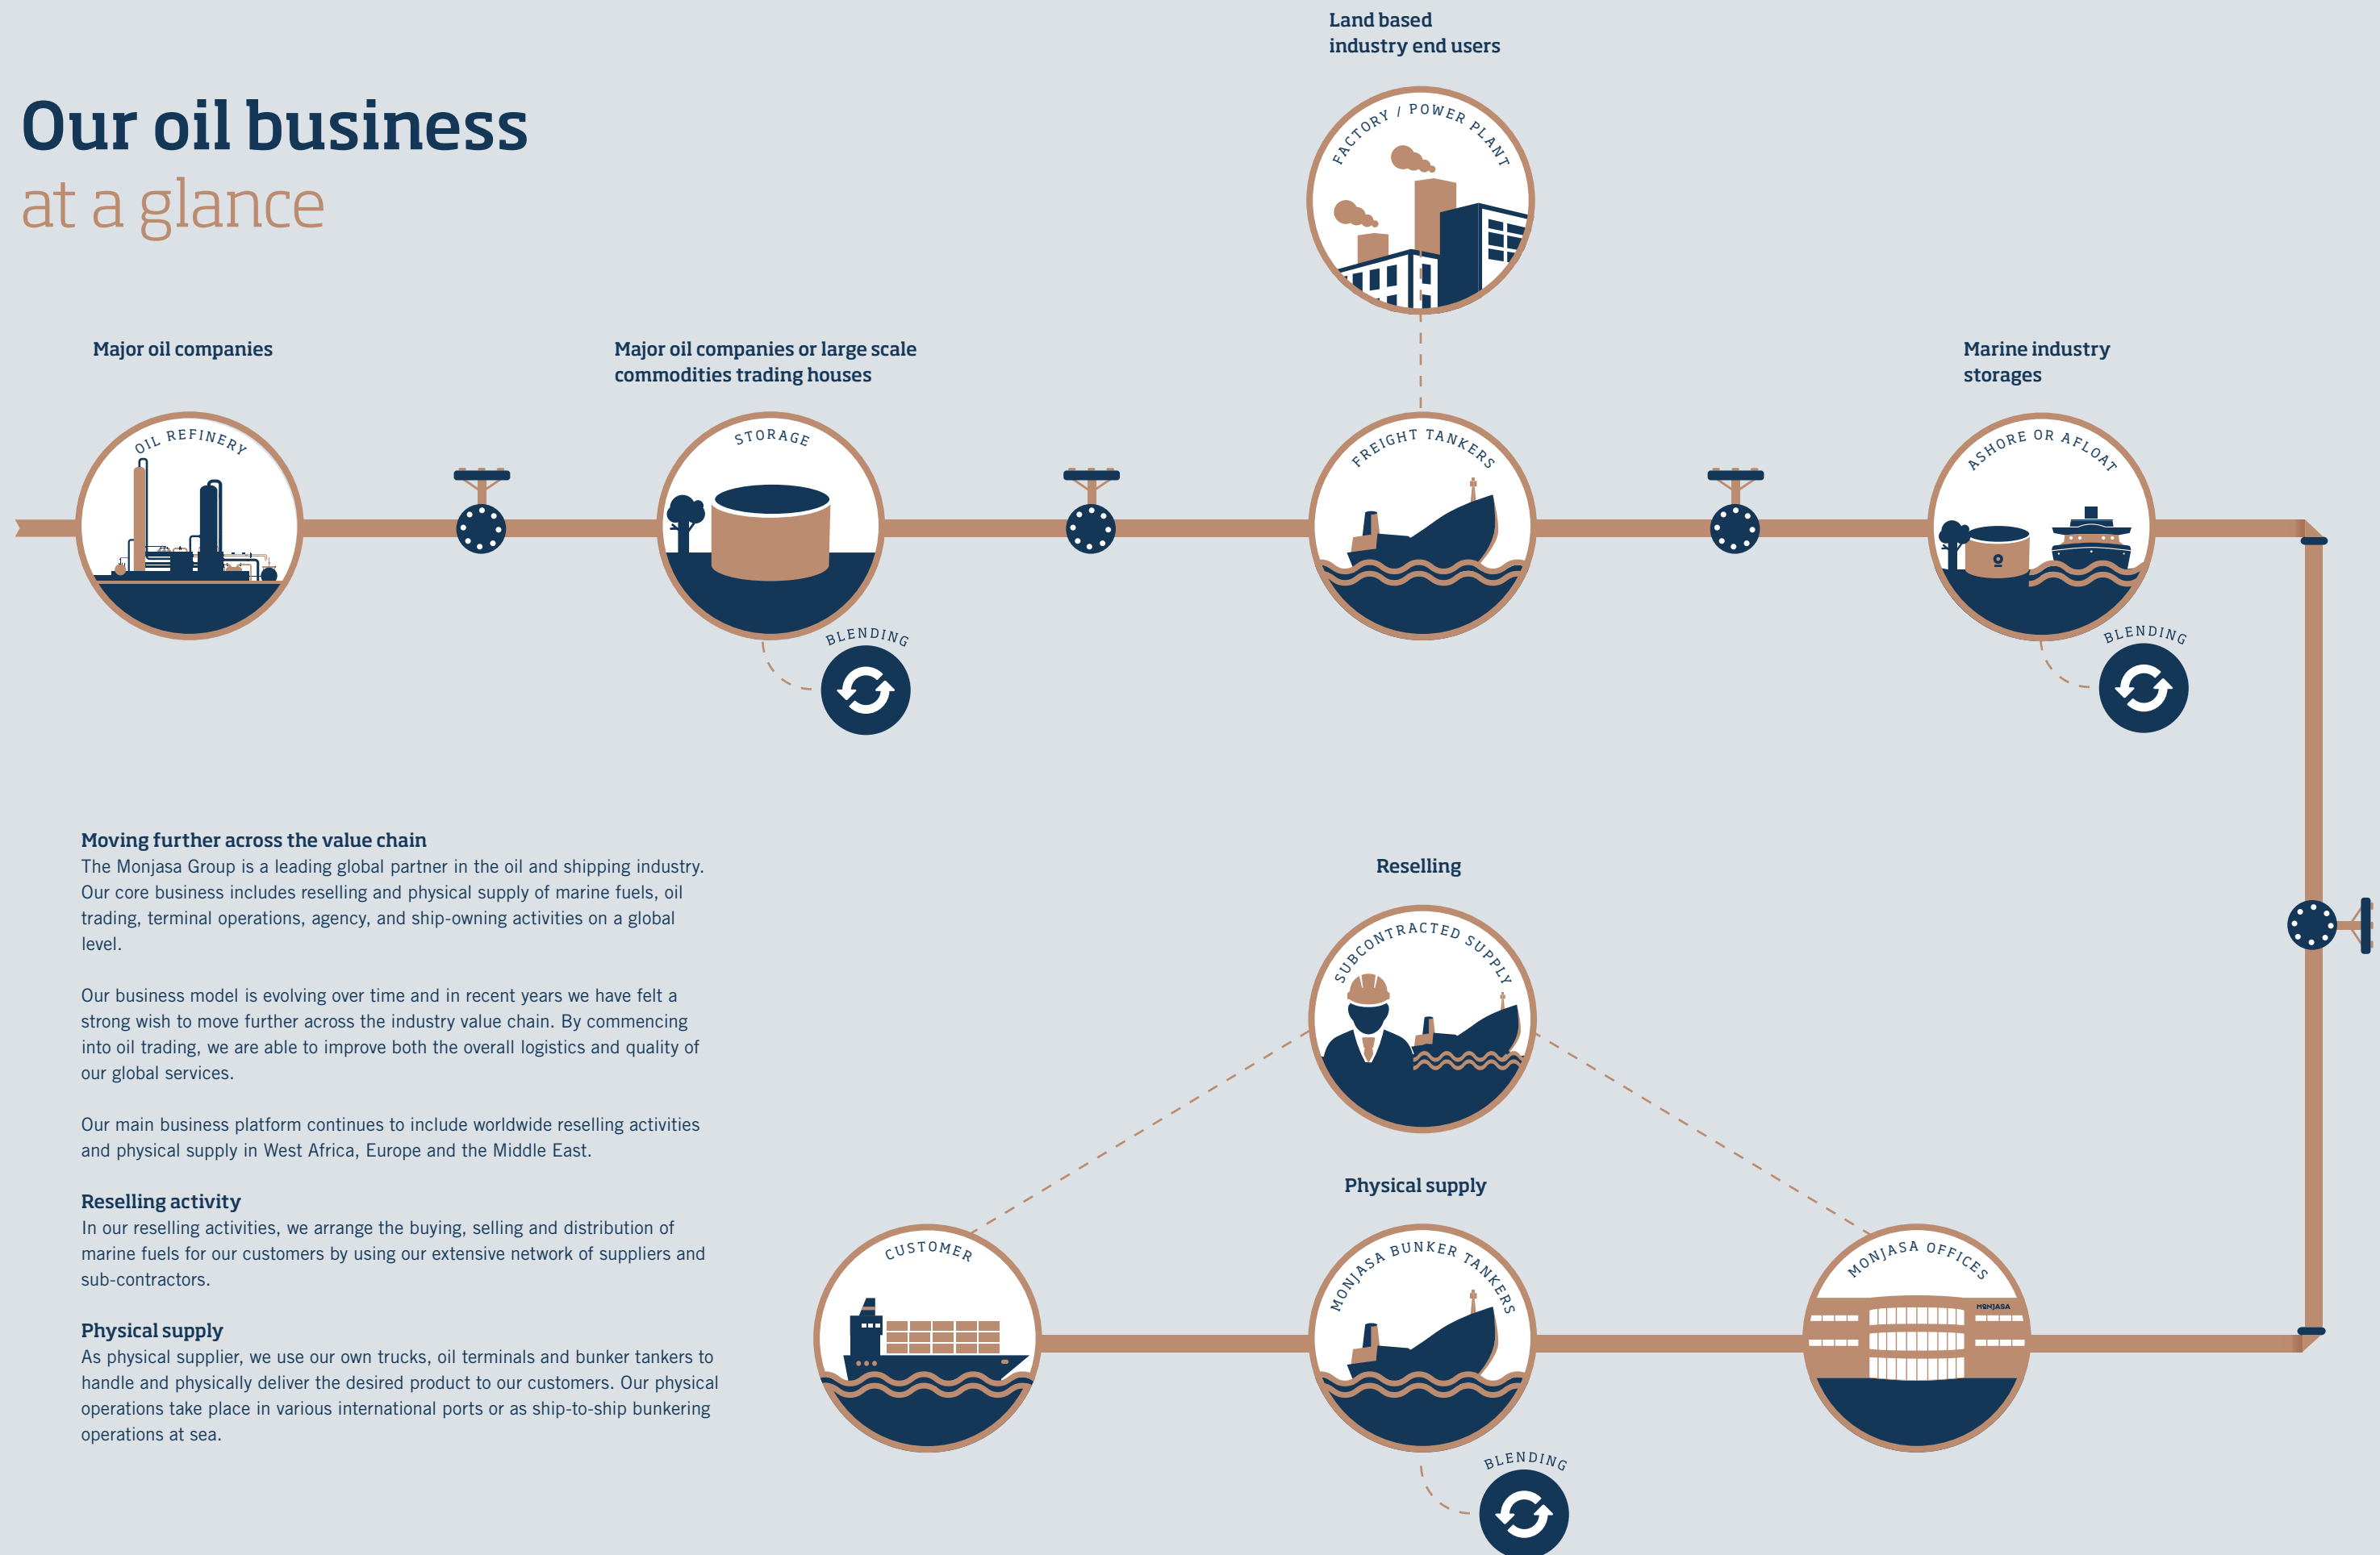 Our oil business
at a glance
Land based
industry end users
FACTORY / POWER PLANT
Major oil companies
Major oil companies or large scale
commodities trading houses
Marine industry
storages
OIL REFINERY
STORAGE
FREIGHT TANKERS
ASHORE OR AFLOAT
BLENDING
BLENDING
Moving further across the value chain
The Monjasa Group is a leading global partner in the oil and shipping industry.
Our core business includes reselling and physical supply of marine fuels, oil
trading, terminal operations, agency, and ship-owning activities on a global
level.
Our business model is evolving over time and in recent years we have felt a
strong wish to move further across the industry value chain. By commencing
into oil trading, we are able to improve both the overall logistics and quality of
our global services.
Our main business platform continues to include worldwide reselling activities
and physical supply in West Africa, Europe and the Middle East.
Reselling activity
In our reselling activities, we arrange the buying, selling and distribution of
marine fuels for our customers by using our extensive network of suppliers and
sub-contractors.
Physical supply
As physical supplier, we use our own trucks, oil terminals and bunker tankers to
handle and physically deliver the desired product to our customers. Our physical
operations take place in various international ports or as ship-to-ship bunkering
operations at sea.
Reselling
SUBCONTRACTED SUPPLY
Physical supply
CUSTOMER
MONJASA BUNKER TANKERS
MONJASA OFFICES
MONJASA
BLENDING